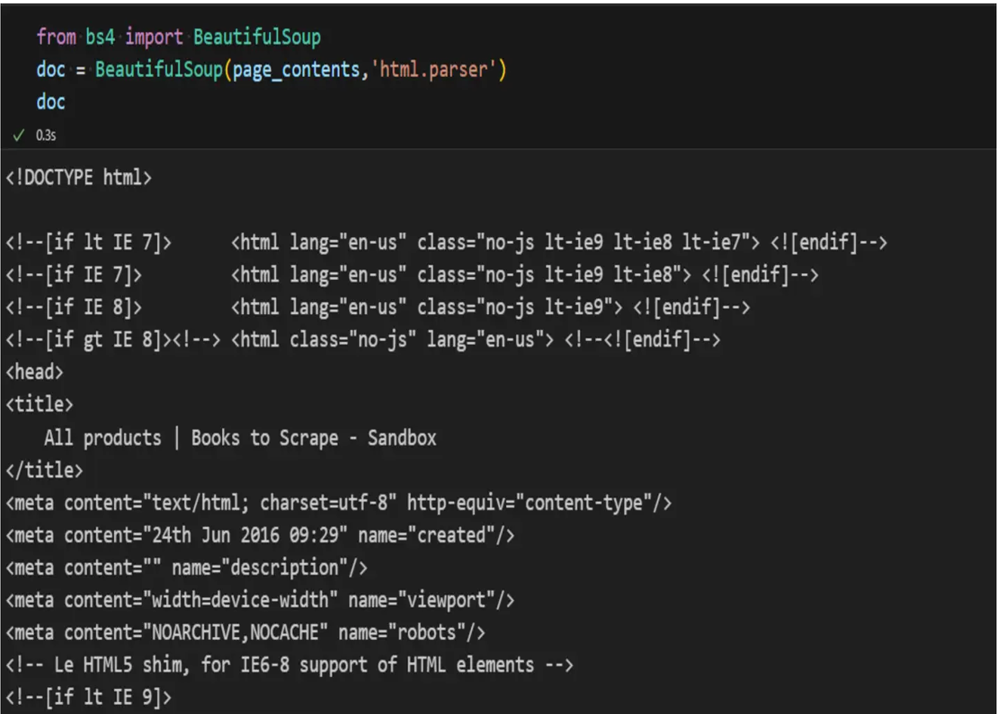 from bs4 import BeautifulSoup
doc = BeautifulSoup(page_contents,'html.parser')
doc
✓ 0.3s
<!DOCTYPE html>
<!--[if lt IE 7]>      <html lang="en-us" class="no-js lt-ie9 lt-ie8 lt-ie7"> <![endif]-->
<!--[if IE 7]>         <html lang="en-us" class="no-js lt-ie9 lt-ie8"> <![endif]-->
<!--[if IE 8]>         <html lang="en-us" class="no-js lt-ie9"> <![endif]-->
<!--[if gt IE 8]><!--> <html class="no-js" lang="en-us"> <!--<![endif]-->
<head>
<title>
    All products | Books to Scrape - Sandbox
</title>
<meta content="text/html; charset=utf-8" http-equiv="content-type"/>
<meta content="24th Jun 2016 09:29" name="created"/>
<meta content="" name="description"/>
<meta content="width=device-width" name="viewport"/>
<meta content="NOARCHIVE,NOCACHE" name="robots"/>
<!-- Le HTML5 shim, for IE6-8 support of HTML elements -->
<!--[if lt IE 9]>